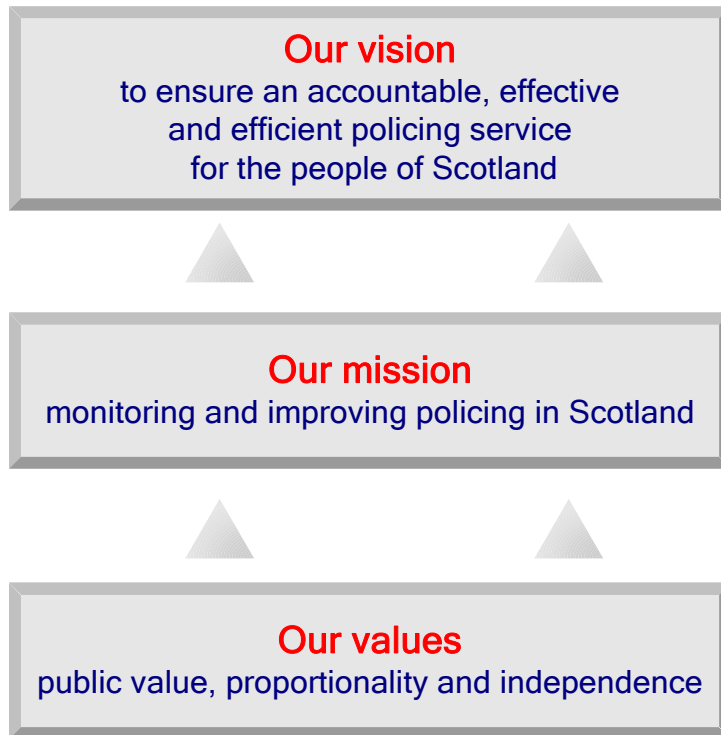 Our vision
to ensure an accountable, effective
and efficient policing service
for the people of Scotland
Our mission
monitoring and improving policing in Scotland
Our values
public value, proportionality and independence